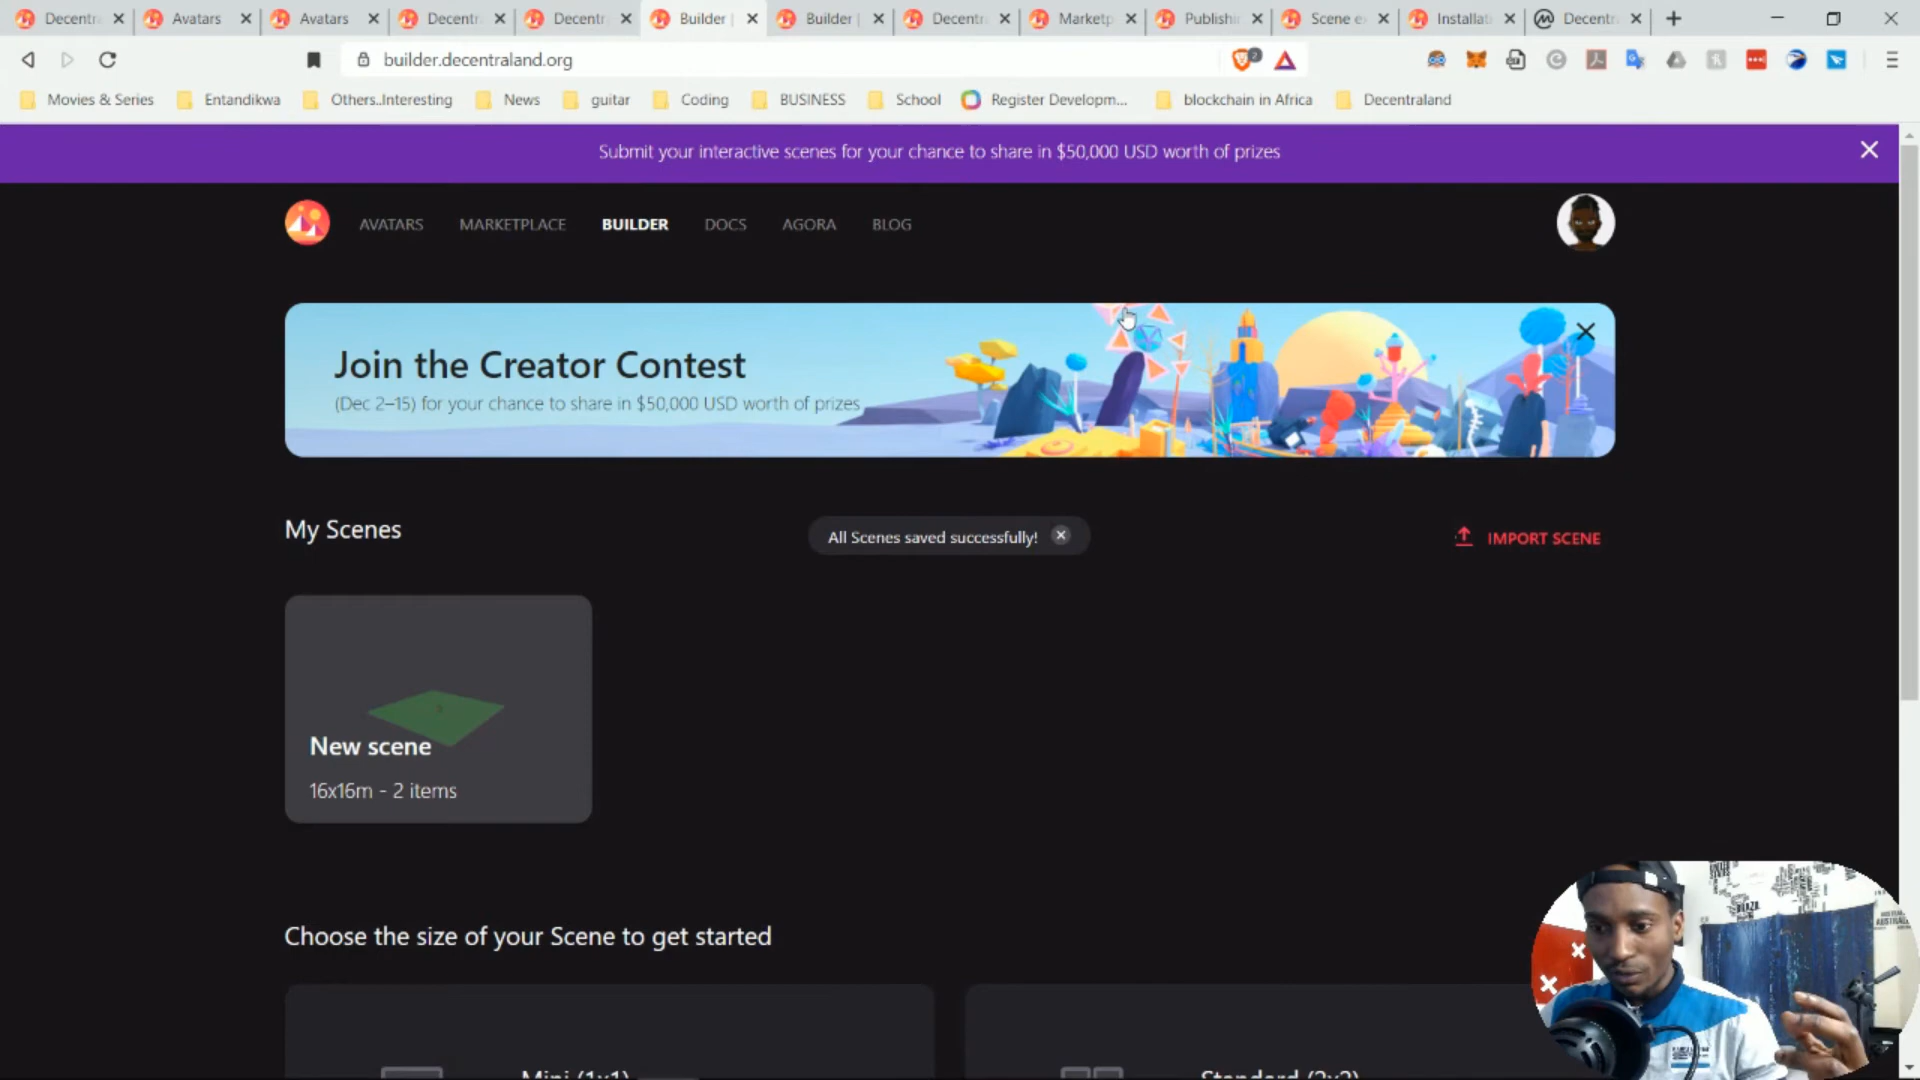 Decentr
Avatars
Avatars
Decentr
Decentr
Builder |
Builder |
Decentr
Marketp
Publishi
Scene e
Installat
Decentr
builder.decentraland.org
2
Movies & Series
Entandikwa
Others..Interesting
News
guitar
Coding
BUSINESS
School
Register Developm...
blockchain in Africa
Decentraland
Submit your interactive scenes for your chance to share in $50,000 USD worth of prizes
AVATARS
MARKETPLACE
BUILDER
DOCS
AGORA
BLOG
Join the Creator Contest
(Dec 2–15) for your chance to share in $50,000 USD worth of prizes
My Scenes
All Scenes saved successfully!
IMPORT SCENE
New scene
16x16m - 2 items
Choose the size of your Scene to get started
Mini (1x1)
Standard (2x2)